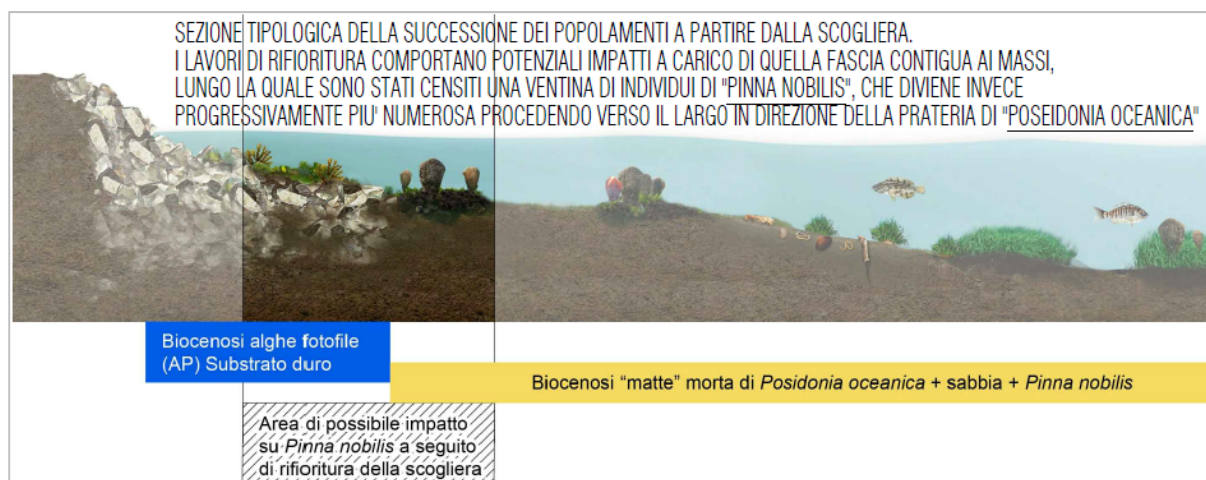 SEZIONE TIPOLOGICA DELLA SUCCESSIONE DEI POPOLAMENTI A PARTIRE DALLA SCOGLIERA.
I LAVORI DI RIFIORITURA COMPORTANO POTENZIALI IMPATTI A CARICO DI QUELLA FASCIA CONTIGUA AI MASSI,
LUNGO LA QUALE SONO STATI CENSITI UNA VENTINA DI INDIVIDUI DI "PINNA NOBILIS", CHE DIVIENE INVECE
PROGRESSIVAMENTE PIU' NUMEROSA PROCEDENDO VERSO IL LARGO IN DIREZIONE DELLA PRATERIA DI "POSEIDONIA OCEANICA"
Biocenosi alghe fotofile
(AP) Substrato duro
Biocenosi “matte” morta di Posidonia oceanica + sabbia + Pinna nobilis
Area di possibile impatto
su Pinna nobilis a seguito
di rifioritura della scogliera